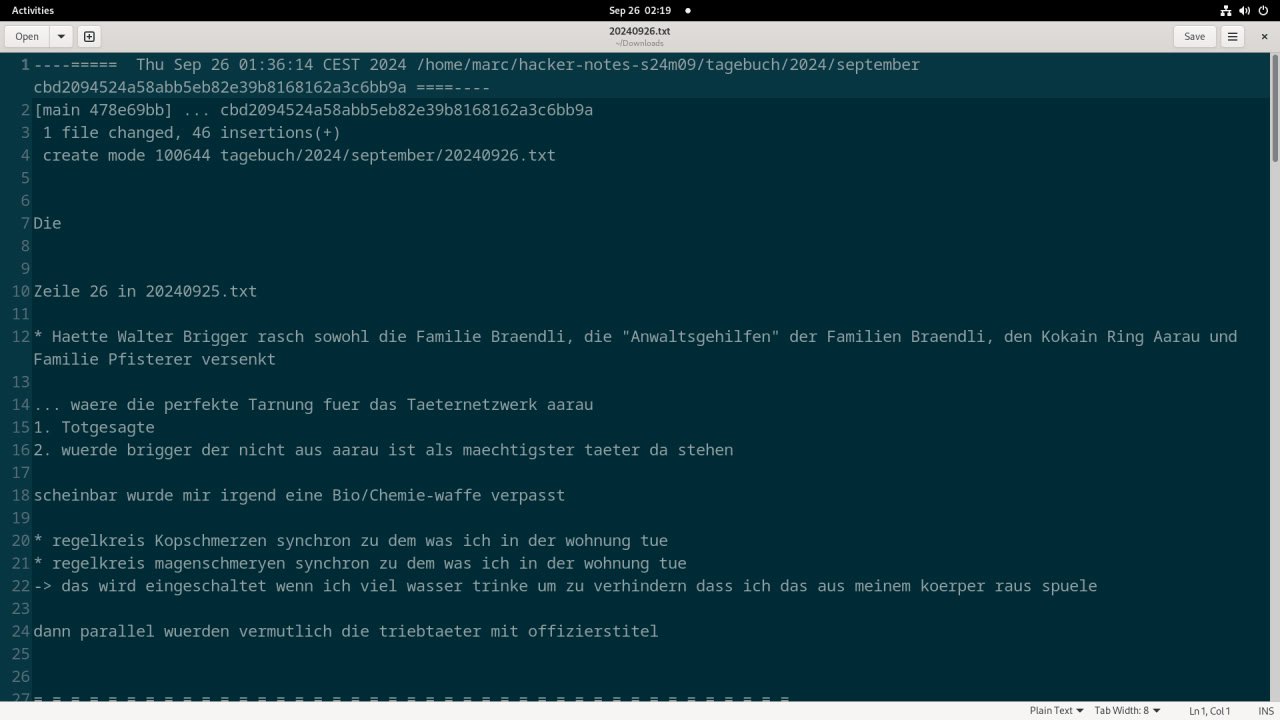 Activities
Sep 26 02:19
Open
20240926.txt
~/Downloads
Save
1 ----===== Thu Sep 26 01:36:14 CEST 2024 /home/marc/hacker-notes-s24m09/tagebuch/2024/september
cbd2094524a58abb5eb82e39b8168162a3c6bb9a ====----
2 [main 478e69bb] ... cbd2094524a58abb5eb82e39b8168162a3c6bb9a
3 1 file changed, 46 insertions(+)
4 create mode 100644 tagebuch/2024/september/20240926.txt
5
6
7 Die
8
9
10 Zeile 26 in 20240925.txt
11
12 * Haette Walter Brigger rasch sowohl die Familie Braendli, die "Anwaltsgehilfen" der Familien Braendli, den Kokain Ring Aarau und
Familie Pfisterer versenkt
13
14 ... waere die perfekte Tarnung fuer das Taeternetzwerk aarau
15 1. Totgesagte
16 2. wuerde brigger der nicht aus aarau ist als maechtigster taeter da stehen
17
18 scheinbar wurde mir irgend eine Bio/Chemie-waffe verpasst
19
20 * regelkreis Kopschmerzen synchron zu dem was ich in der wohnung tue
21 * regelkreis magenschmeryen synchron zu dem was ich in der wohnung tue
22 -> das wird eingeschaltet wenn ich viel wasser trinke um zu verhindern dass ich das aus meinem koerper raus spuele
23
24 dann parallel wuerden vermutlich die triebtaeter mit offizierstitel
25
26
27 = = = = = = = = = = = = = = = = = = = = = = = = = = = = = = = = = = = = = = = = =
Plain Text
Tab Width: 8
Ln 1, Col 1
INS